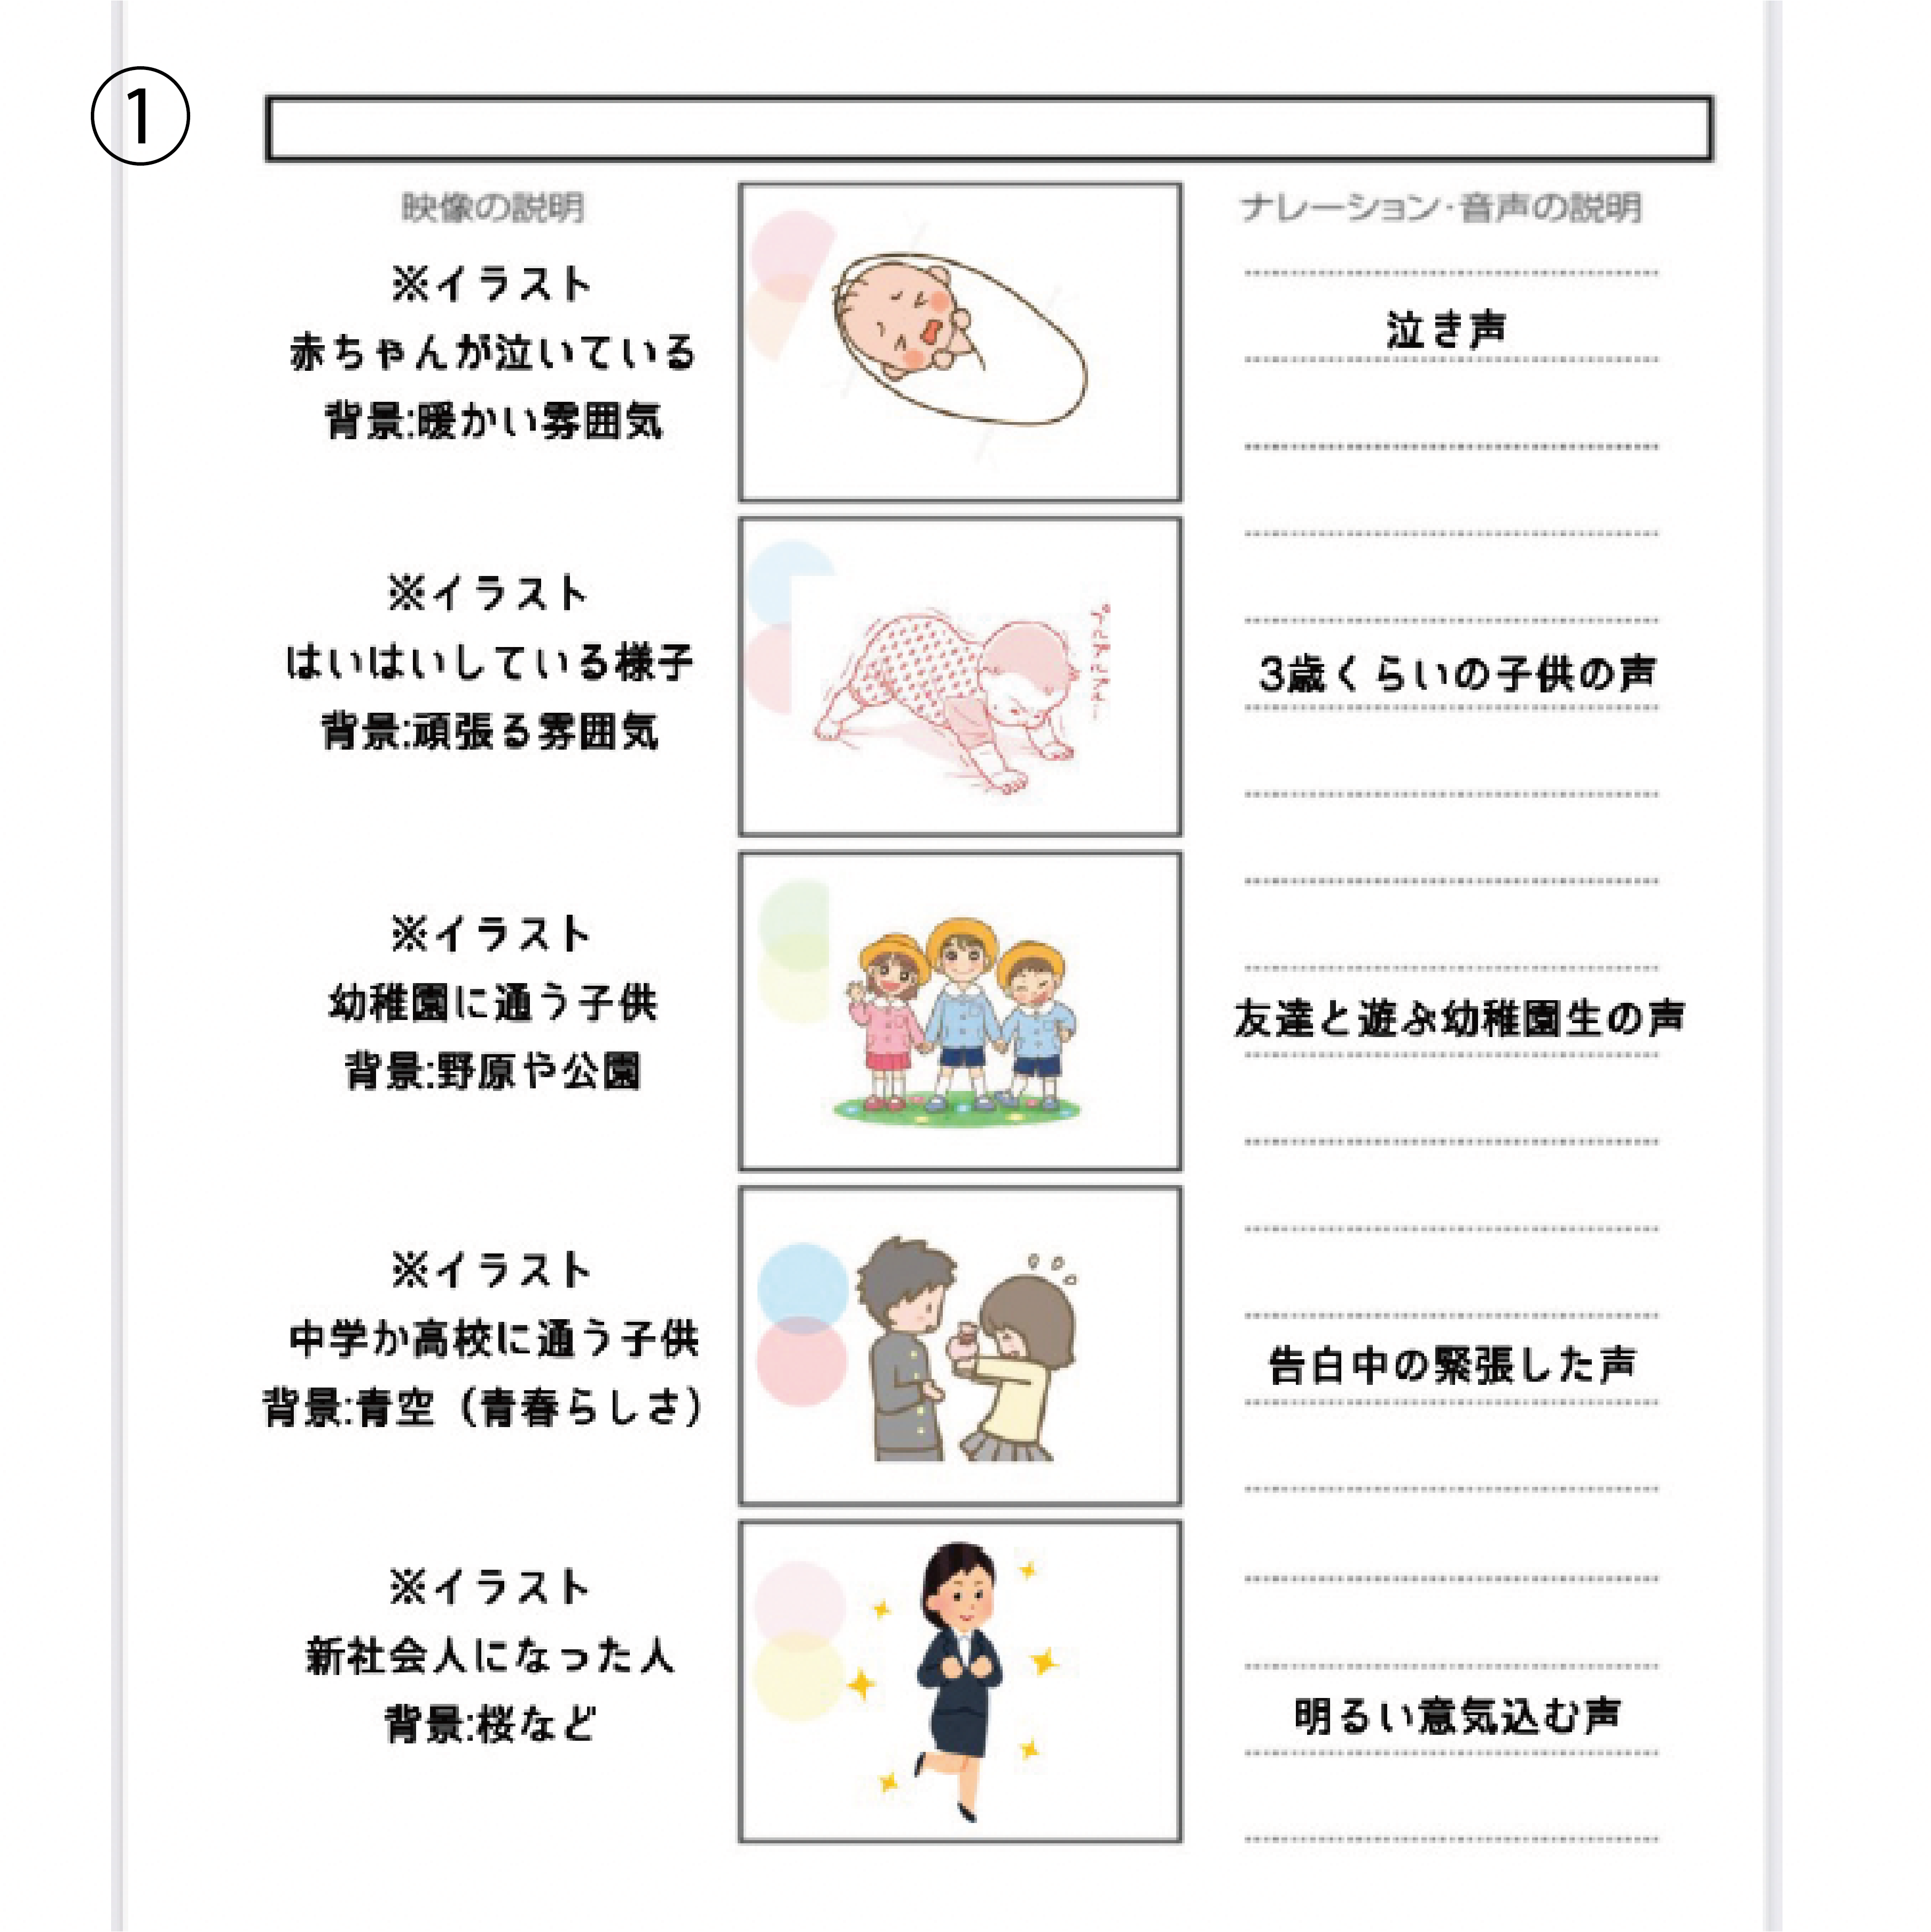 ①
映像の説明
ナレーション・音声の説明
※イラスト
赤ちゃんが泣いている
背景:暖かい雰囲気
泣き声
※イラスト
はいはいしている様子
背景:頑張る雰囲気
3歳くらいの子供の声
※イラスト
幼稚園に通う子供
背景:野原や公園
友達と遊ぶ幼稚園生の声
※イラスト
中学か高校に通う子供
背景:青空（青春らしさ）
告白中の緊張した声
※イラスト
新社会人になった人
背景:桜など
明るい意気込む声